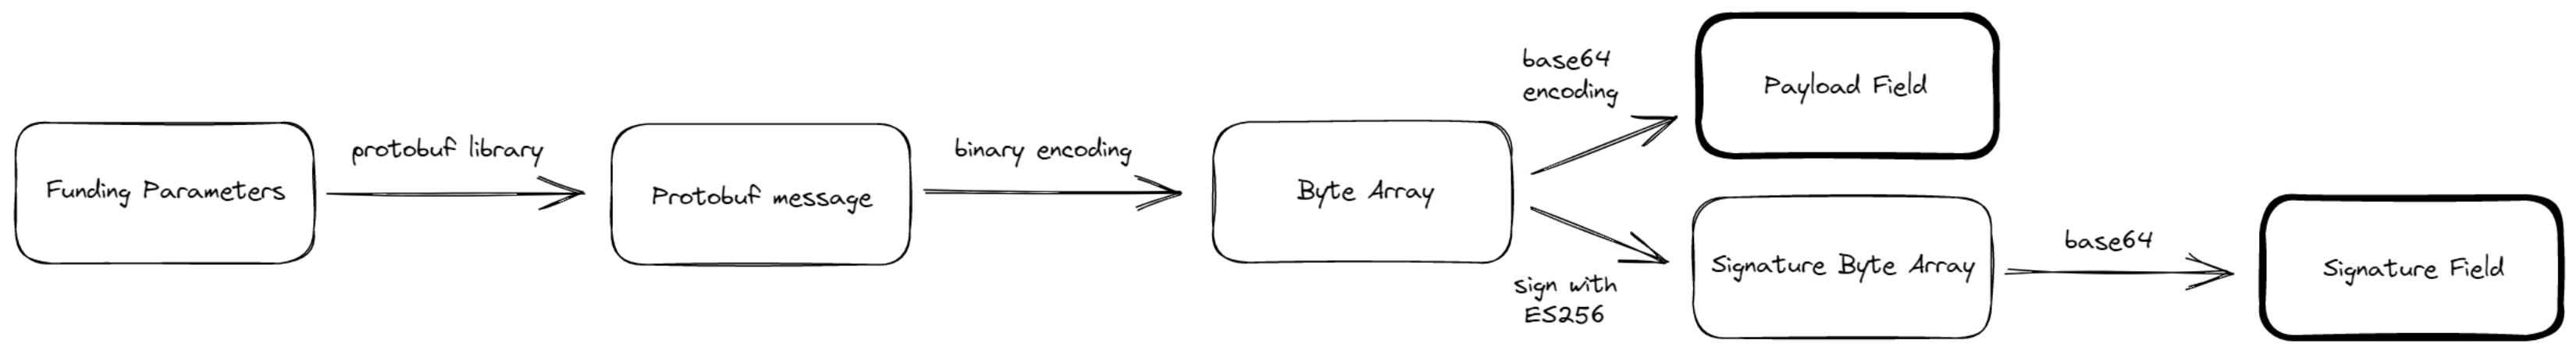 Funding Parameters
protobuf library
Protobuf message
binary encoding
Byte Array
base64
encoding
Payload Field
sign with
ES256
Signature Byte Array
base64
Signature Field